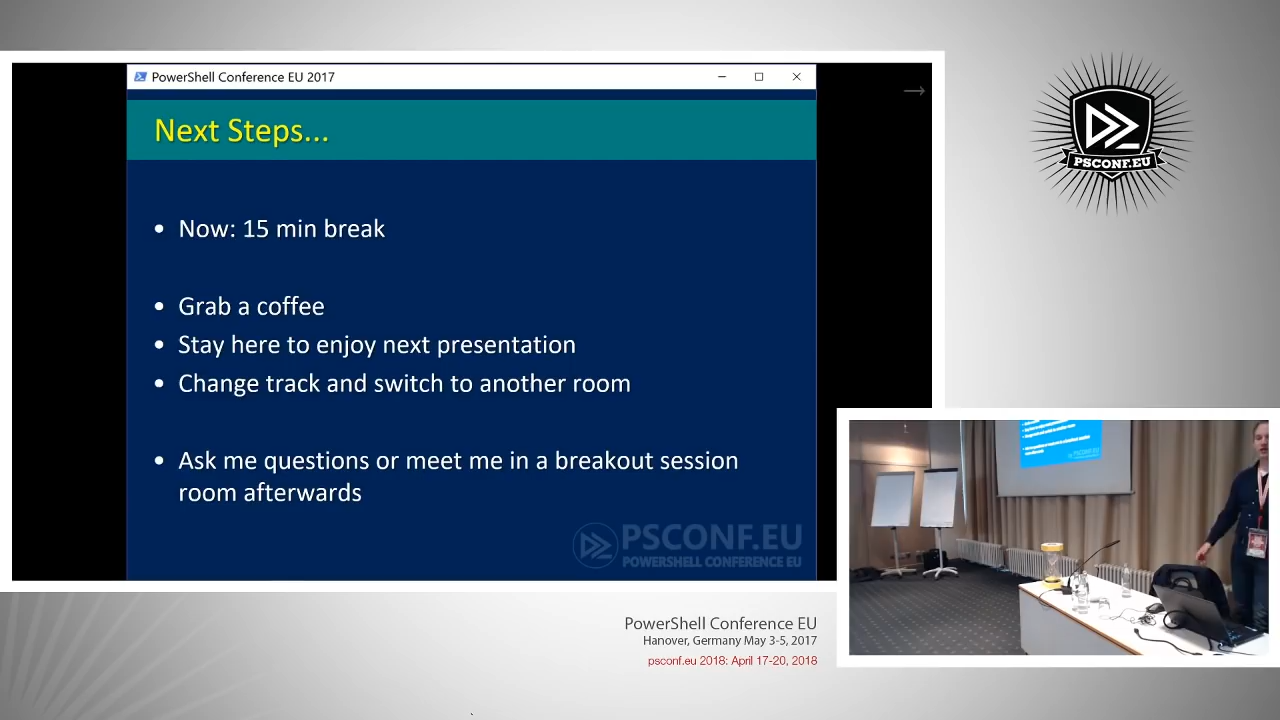 PowerShell Conference EU 2017
Next Steps...
• Now: 15 min break
• Grab a coffee
• Stay here to enjoy next presentation
• Change track and switch to another room
• Ask me questions or meet me in a breakout session
room afterwards
PSCONF.EU
POWERSHELL CONFERENCE EU
PSCONF.EU
PowerShell Conference EU
Hanover, Germany May 3-5, 2017
psconf.eu 2018: April 17-20, 2018